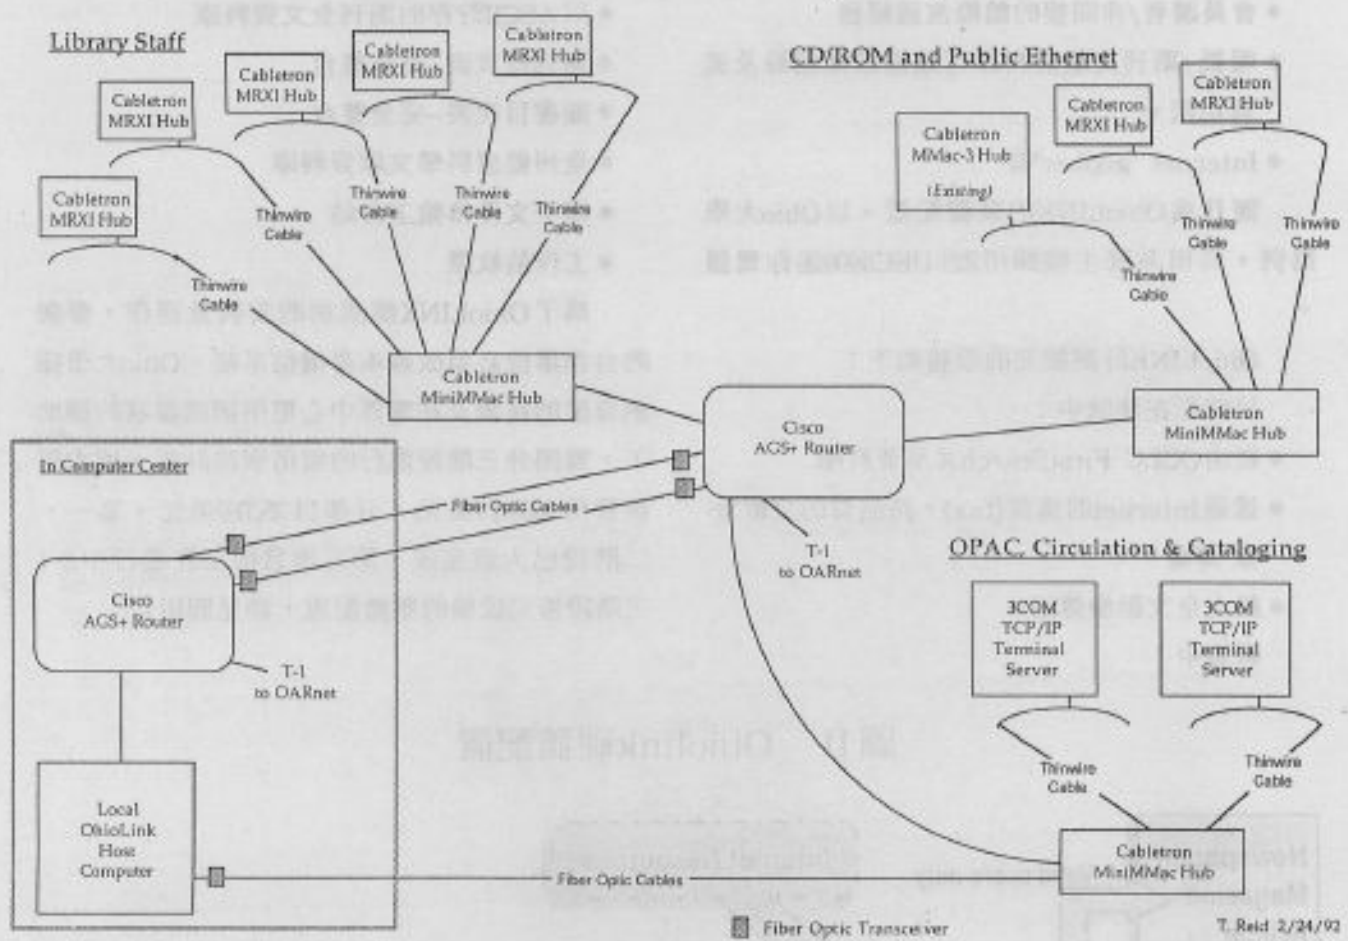 Library Staff
Cabletron
MRXI Hub
Cabletron
MRXI Hub
Cabletron
MRXI Hub
Cabletron
MRXI Hub
Cabletron
MRXI Hub
Thinwire
Cable
Thinwire
Cable
Thinwire
Cable
Thinwire
Cable
Thinwire
Cable
Cabletron
MiniMMac Hub
CD/ROM and Public Ethernet
Cabletron
MMac-3 Hub
(Existing)
Cabletron
MRXI Hub
Cabletron
MRXI Hub
Thinwire
Cable
Thinwire
Cable
Thinwire
Cable
Cabletron
MiniMMac Hub
Cisco
AGS+ Router
T-1
to OARnet
In Computer Center
Fiber Optic Cables
Cisco
AGS+ Router
T-1
to OARnet
Local
OhioLink
Host
Computer
Fiber Optic Cables
OPAC, Circulation & Cataloging
3COM
TCP/IP
Terminal
Server
3COM
TCP/IP
Terminal
Server
Thinwire
Cable
Thinwire
Cable
Cabletron
MiniMMac Hub
Fiber Optic Transceiver
T. Reid 2/24/92